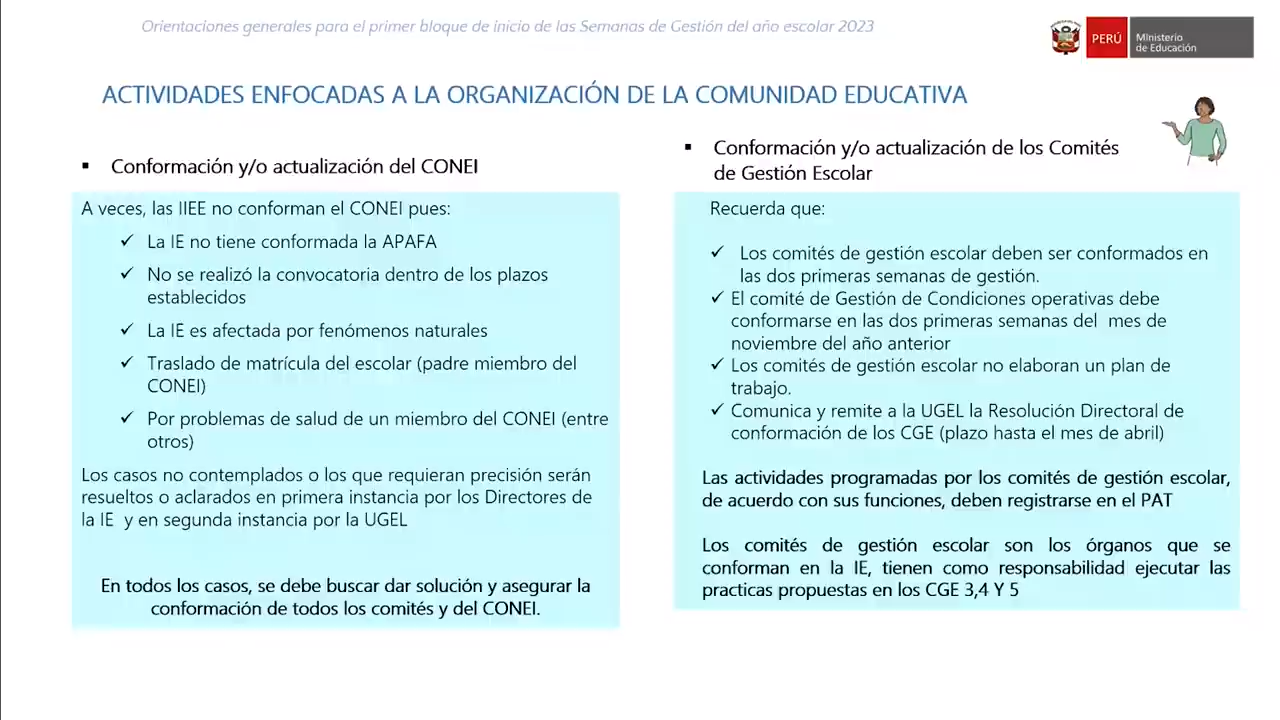 Orientaciones generales para el primer bloque de inicio de las Semanas de Gestión del año escolar 2023
PERÚ
Ministerio
de Educación
ACTIVIDADES ENFOCADAS A LA ORGANIZACIÓN DE LA COMUNIDAD EDUCATIVA
▪ Conformación y/o actualización del CONEI
A veces, las IIEE no conforman el CONEI pues:
✓ La IE no tiene conformada la APAFA
✓ No se realizó la convocatoria dentro de los plazos
establecidos
✓ La IE es afectada por fenómenos naturales
✓ Traslado de matrícula del escolar (padre miembro del
CONEI)
✓ Por problemas de salud de un miembro del CONEI (entre
otros)
Los casos no contemplados o los que requieran precisión serán
resueltos o aclarados en primera instancia por los Directores de
la IE y en segunda instancia por la UGEL
En todos los casos, se debe buscar dar solución y asegurar la
conformación de todos los comités y del CONEI.
▪ Conformación y/o actualización de los Comités
de Gestión Escolar
Recuerda que:
✓ Los comités de gestión escolar deben ser conformados en
las dos primeras semanas de gestión.
✓ El comité de Gestión de Condiciones operativas debe
conformarse en las dos primeras semanas del mes de
noviembre del año anterior
✓ Los comités de gestión escolar no elaboran un plan de
trabajo.
✓ Comunica y remite a la UGEL la Resolución Directoral de
conformación de los CGE (plazo hasta el mes de abril)
Las actividades programadas por los comités de gestión escolar,
de acuerdo con sus funciones, deben registrarse en el PAT
Los comités de gestión escolar son los órganos que se
conforman en la IE, tienen como responsabilidad ejecutar las
practicas propuestas en los CGE 3,4 Y 5